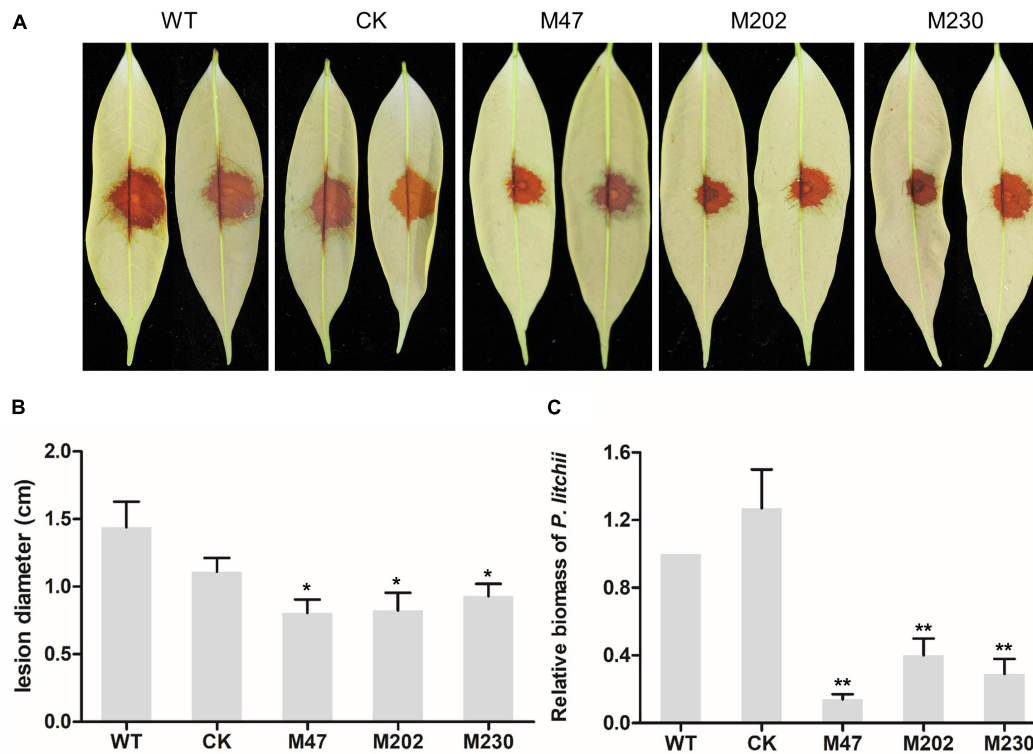 A
WT CK M47 M202 M230
B
lesion diameter (cm)
2.0
1.5
1.0
0.5
0.0
* * *
WT CK M47 M202 M230
C
Relative biomass of P. litchii
1.6
1.2
0.8
0.4
0.0
** ** **
WT CK M47 M202 M230